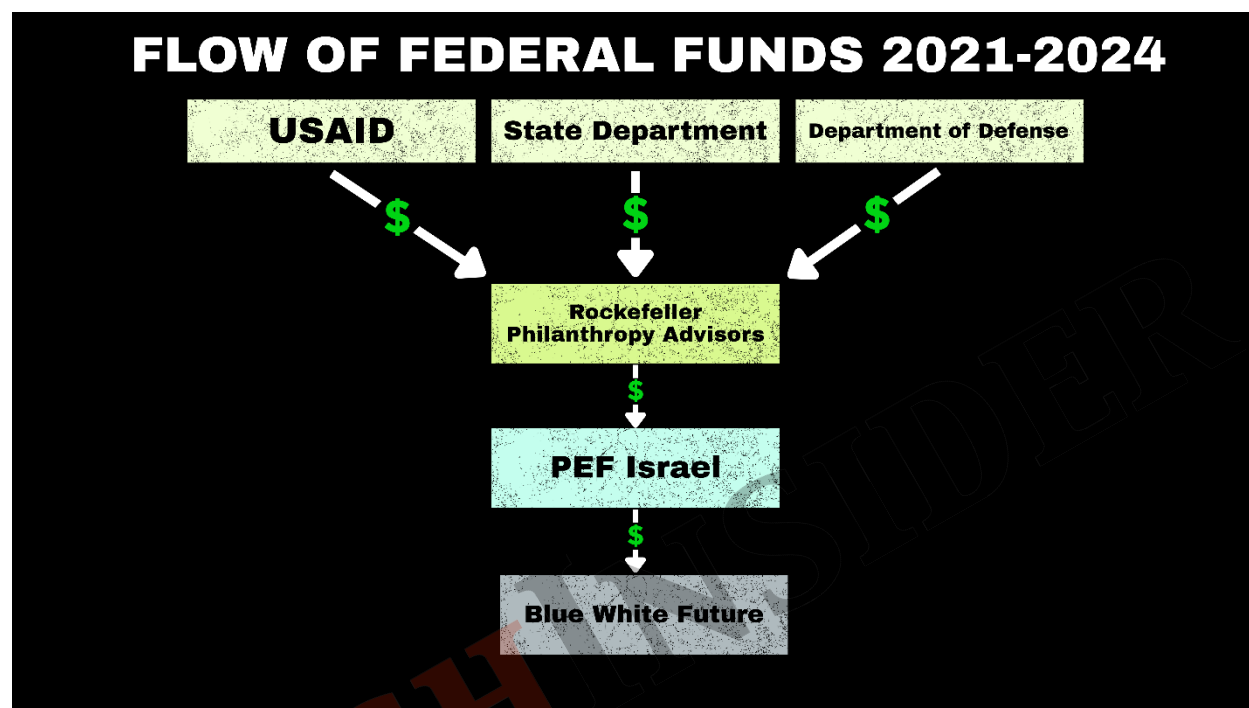 FLOW OF FEDERAL FUNDS 2021-2024
USAID
State Department
Department of Defense
$
$
$
Rockefeller
Philanthropy Advisors
$
PEF Israel
$
Blue White Future
INSIDER